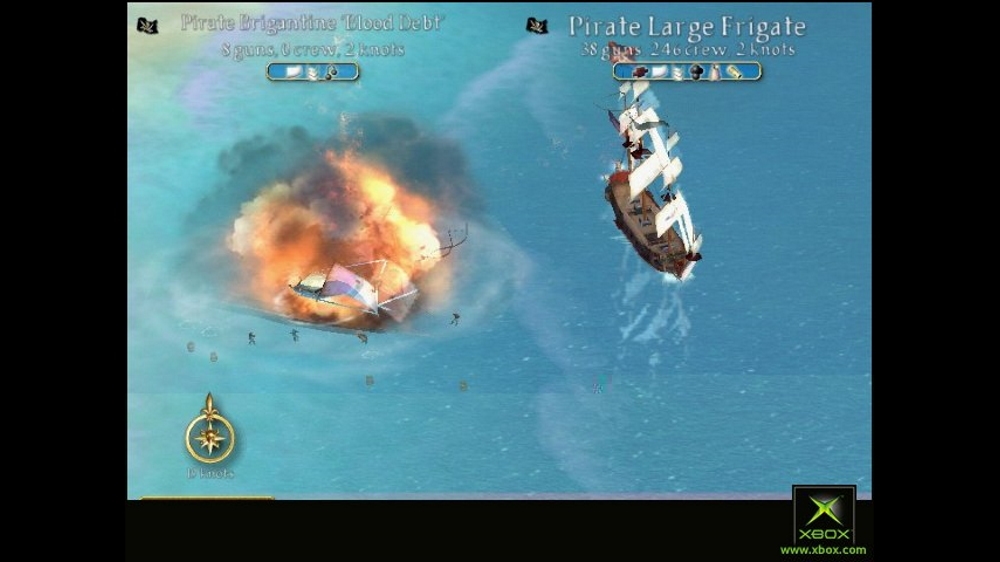 Pirate Brigantine 'Blood Debt'
8 guns, 0 crew, 2 knots
Pirate Large Frigate
38 guns 246 crew, 2 knots
knots
XBOX
www.xbox.com